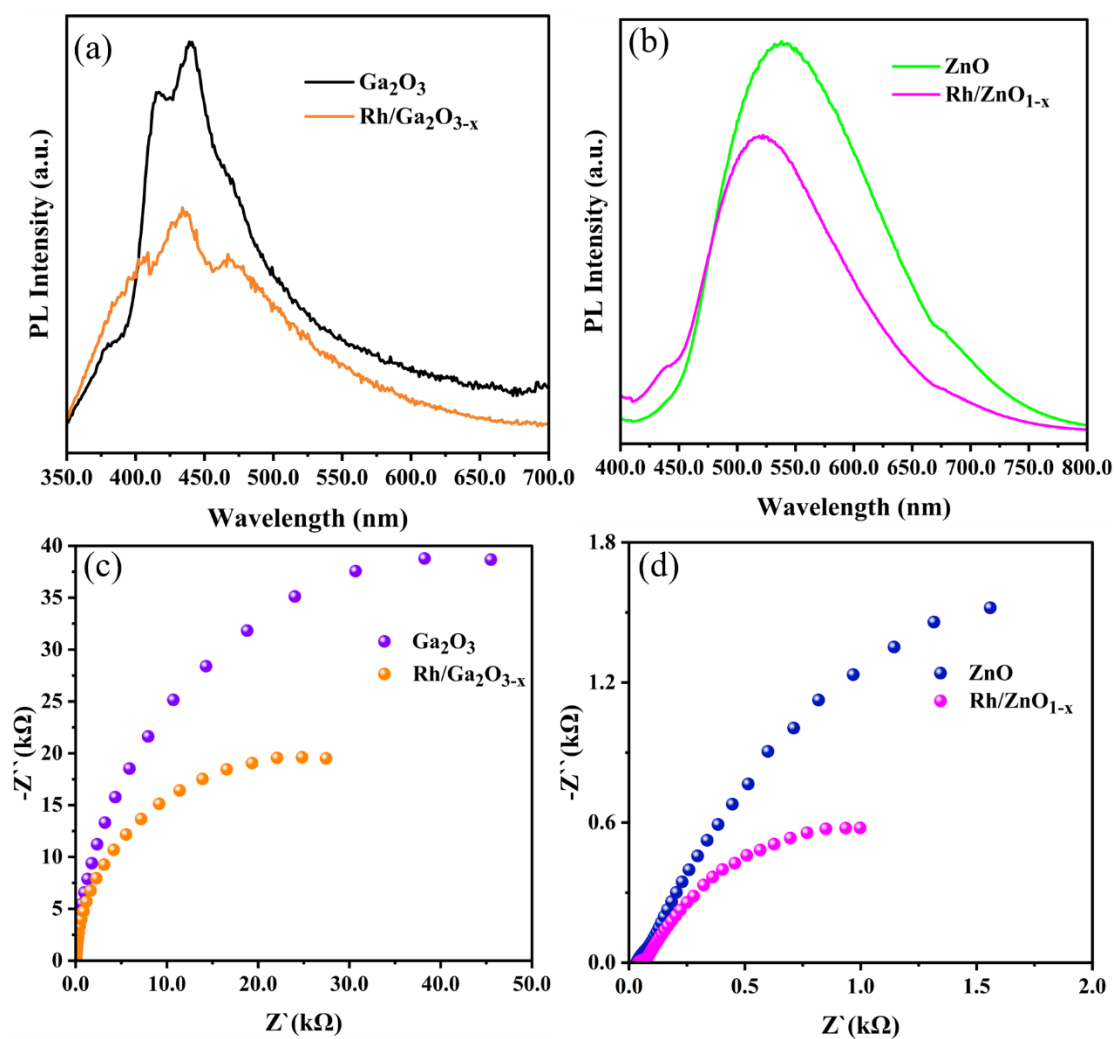 (a)
Ga₂O₃
Rh/Ga₂O₃₋ₓ
PL Intensity (a.u.)
350.0 400.0 450.0 500.0 550.0 600.0 650.0 700.0
Wavelength (nm)
(b)
ZnO
Rh/ZnO₁₋ₓ
PL Intensity (a.u.)
400.0 450.0 500.0 550.0 600.0 650.0 700.0 750.0 800.0
Wavelength (nm)
(c)
40
35
30
25
20
15
10
5
0
Ga₂O₃
Rh/Ga₂O₃₋ₓ
-Z``(kΩ)
0.0 10.0 20.0 30.0 40.0 50.0
Z`(kΩ)
(d)
1.8
1.2
0.6
0.0
ZnO
Rh/ZnO₁₋ₓ
-Z``(kΩ)
0.0 0.5 1.0 1.5 2.0
Z`(kΩ)